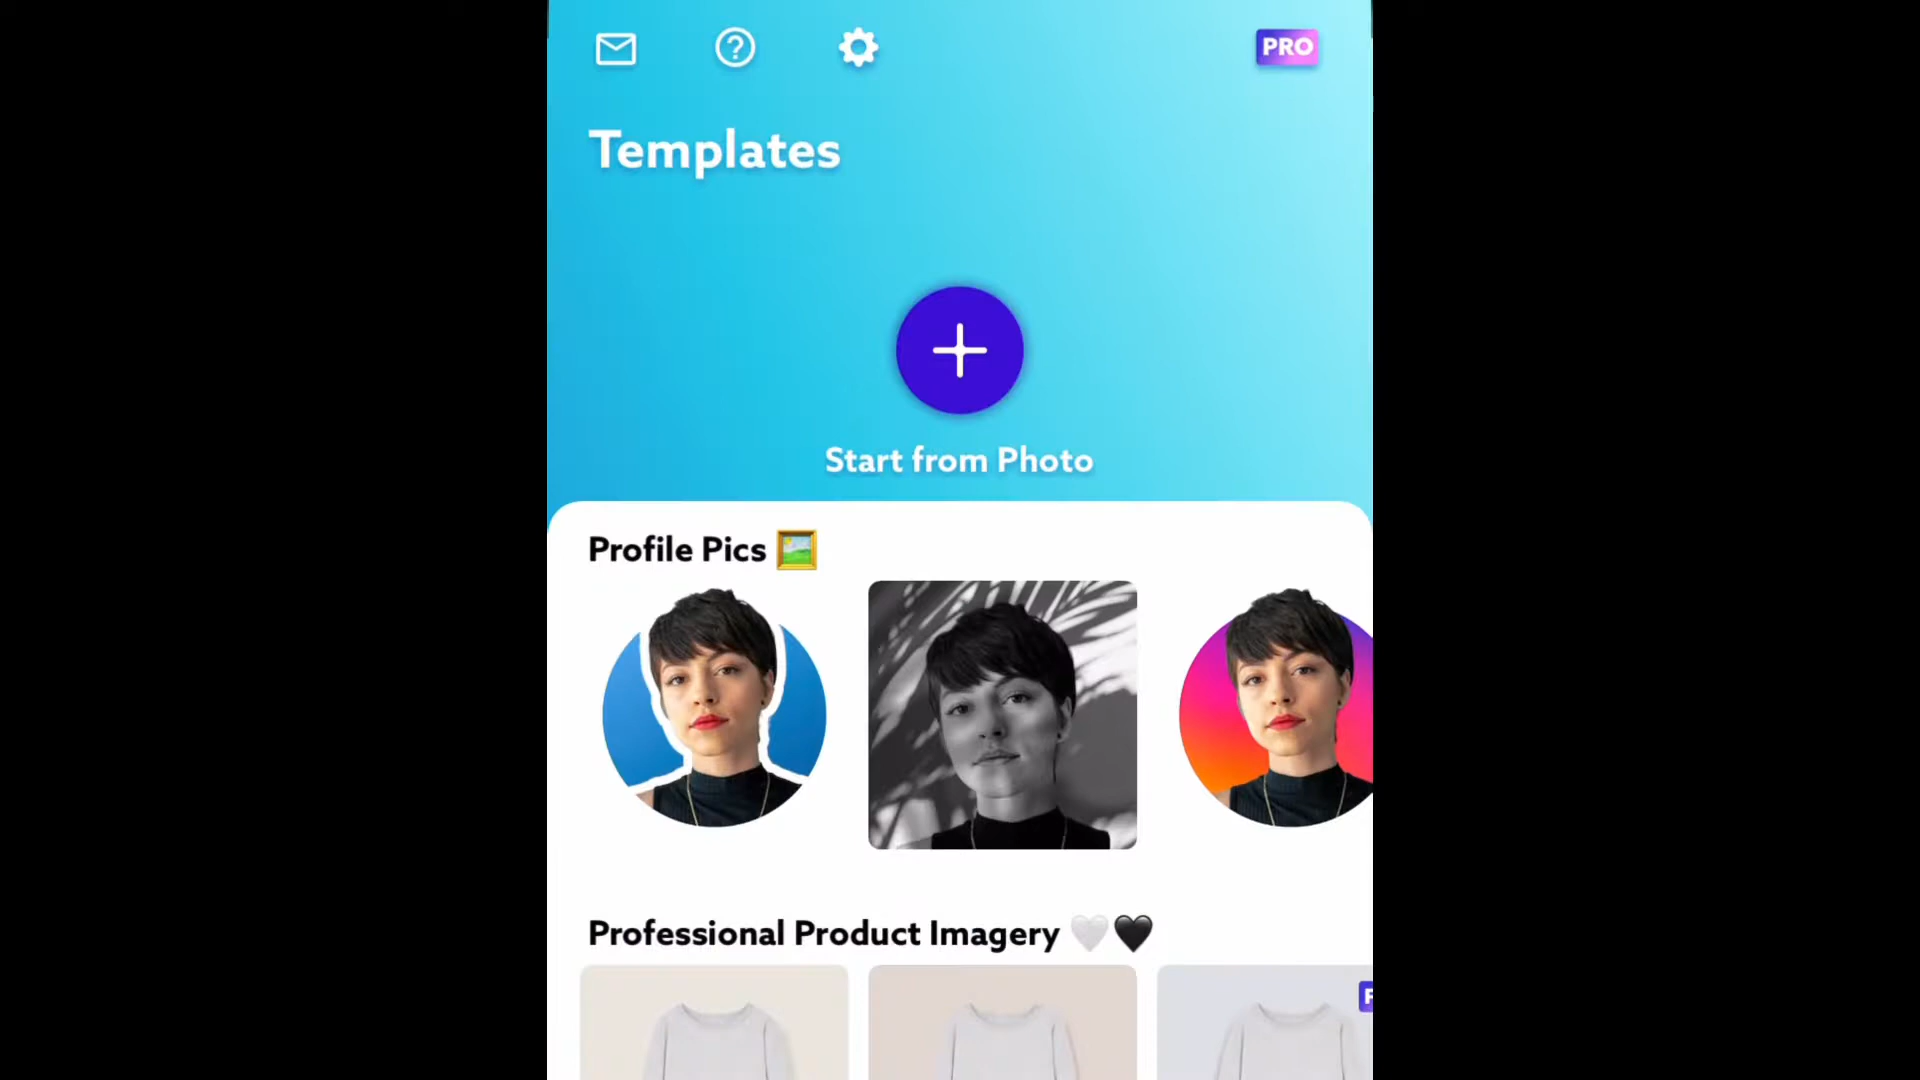 PRO
Templates
Start from Photo
Profile Pics
Professional Product Imagery